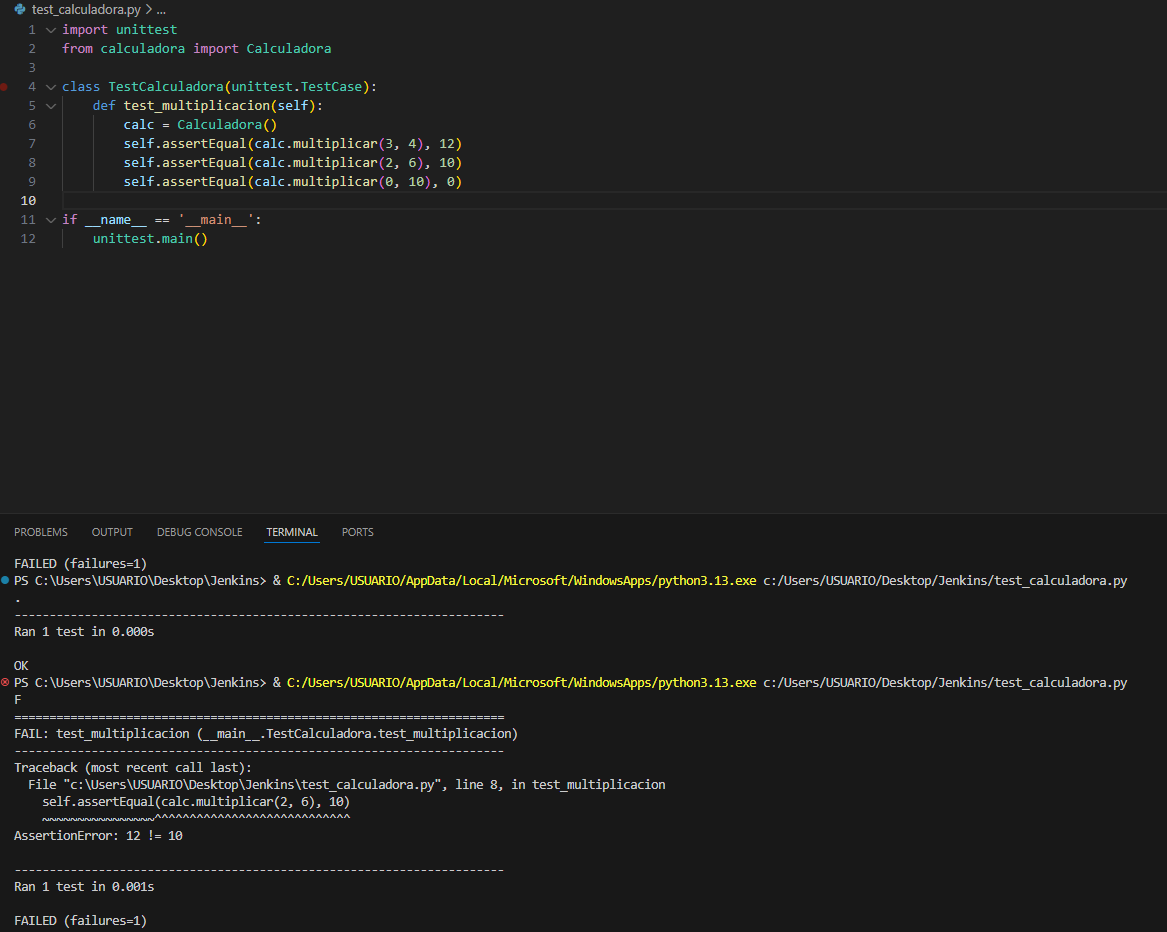 test_calculadora.py > ...
1 import unittest
2 from calculadora import Calculadora
3
4 class TestCalculadora(unittest.TestCase):
5     def test_multiplicacion(self):
6         calc = Calculadora()
7         self.assertEqual(calc.multiplicar(3, 4), 12)
8         self.assertEqual(calc.multiplicar(2, 6), 10)
9         self.assertEqual(calc.multiplicar(0, 10), 0)
10
11 if __name__ == '__main__':
12     unittest.main()
PROBLEMS OUTPUT DEBUG CONSOLE TERMINAL PORTS
FAILED (failures=1)
PS C:\Users\USUARIO\Desktop\Jenkins> & C:/Users/USUARIO/AppData/Local/Microsoft/WindowsApps/python3.13.exe c:/Users/USUARIO/Desktop/Jenkins/test_calculadora.py
.
----------------------------------------------------------------------
Ran 1 test in 0.000s

OK
PS C:\Users\USUARIO\Desktop\Jenkins> & C:/Users/USUARIO/AppData/Local/Microsoft/WindowsApps/python3.13.exe c:/Users/USUARIO/Desktop/Jenkins/test_calculadora.py
F
======================================================================
FAIL: test_multiplicacion (__main__.TestCalculadora.test_multiplicacion)
----------------------------------------------------------------------
Traceback (most recent call last):
  File "c:\Users\USUARIO\Desktop\Jenkins\test_calculadora.py", line 8, in test_multiplicacion
    self.assertEqual(calc.multiplicar(2, 6), 10)
    ~~~~~~~~~~~~~~~~^^^^^^^^^^^^^^^^^^^^^^^^^^^^
AssertionError: 12 != 10

----------------------------------------------------------------------
Ran 1 test in 0.001s

FAILED (failures=1)